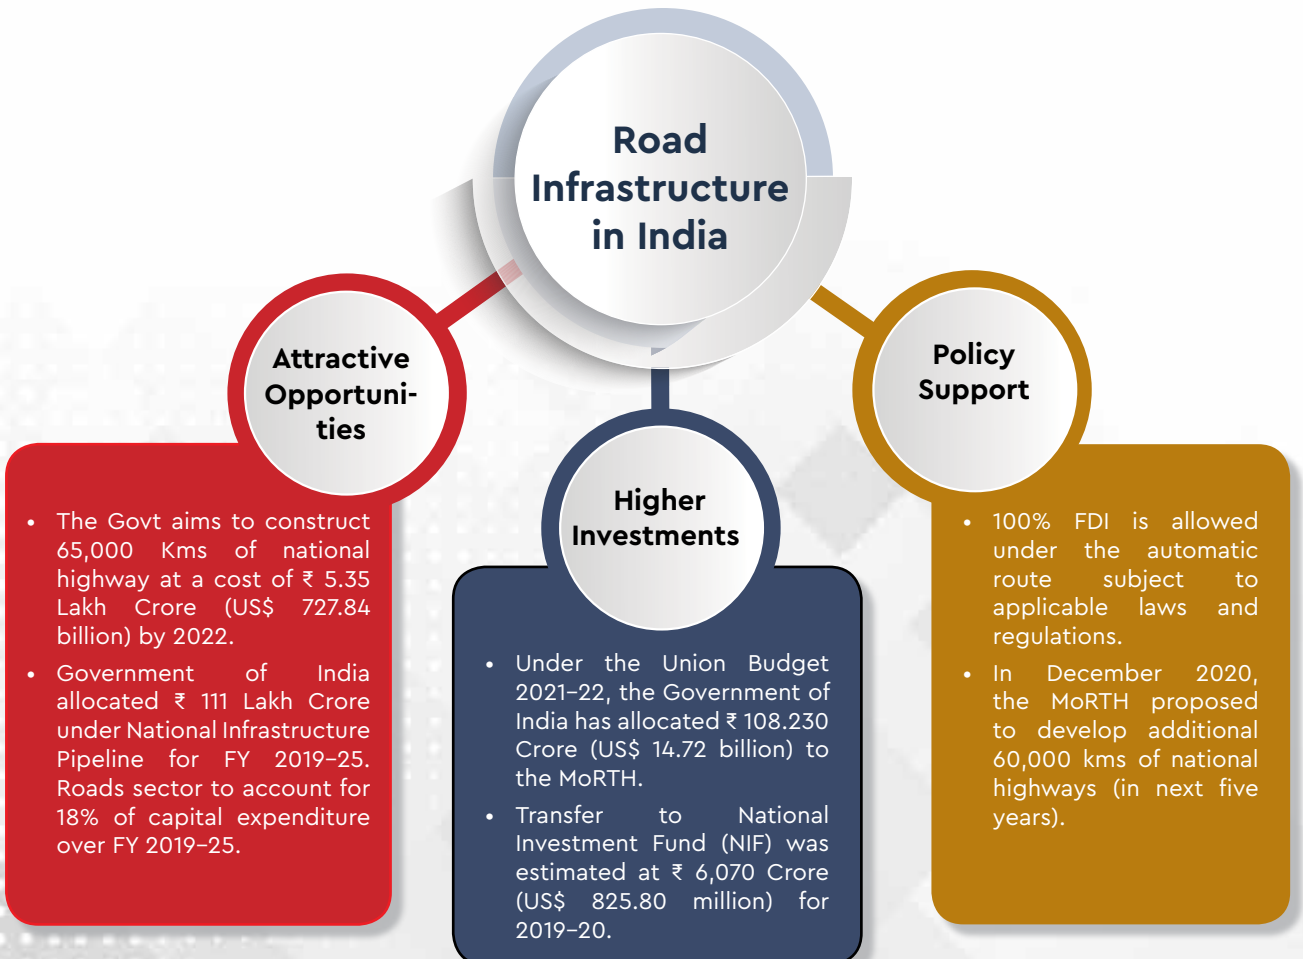 Road
Infrastructure
in India
Attractive
Opportuni-
ties
• The Govt aims to construct
65,000 Kms of national
highway at a cost of ₹ 5.35
Lakh Crore (US$ 727.84
billion) by 2022.
• Government of India
allocated ₹ 111 Lakh Crore
under National Infrastructure
Pipeline for FY 2019-25.
Roads sector to account for
18% of capital expenditure
over FY 2019-25.
Higher
Investments
• Under the Union Budget
2021-22, the Government of
India has allocated ₹ 108.230
Crore (US$ 14.72 billion) to
the MoRTH.
• Transfer to National
Investment Fund (NIF) was
estimated at ₹ 6,070 Crore
(US$ 825.80 million) for
2019-20.
Policy
Support
• 100% FDI is allowed
under the automatic
route subject to
applicable laws and
regulations.
• In December 2020,
the MoRTH proposed
to develop additional
60,000 kms of national
highways (in next five
years).